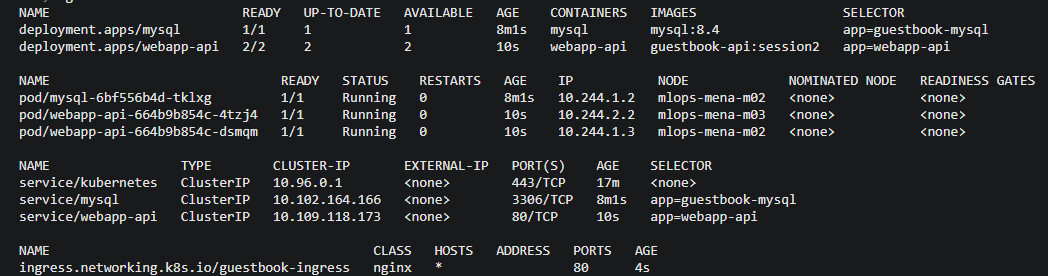 NAME READY UP-TO-DATE AVAILABLE AGE CONTAINERS IMAGES SELECTOR
deployment.apps/mysql 1/1 1 1 8m1s mysql mysql:8.4 app=guestbook-mysql
deployment.apps/webapp-api 2/2 2 2 10s webapp-api guestbook-api:session2 app=webapp-api
NAME READY STATUS RESTARTS AGE IP NODE NOMINATED NODE READINESS GATES
pod/mysql-6bf556b4d-tklxg 1/1 Running 0 8m1s 10.244.1.2 mlops-mena-m02 <none> <none>
pod/webapp-api-664b9b854c-4tzj4 1/1 Running 0 10s 10.244.2.2 mlops-mena-m03 <none> <none>
pod/webapp-api-664b9b854c-dsmqm 1/1 Running 0 10s 10.244.1.3 mlops-mena-m02 <none> <none>
NAME TYPE CLUSTER-IP EXTERNAL-IP PORT(S) AGE SELECTOR
service/kubernetes ClusterIP 10.96.0.1 <none> 443/TCP 17m <none>
service/mysql ClusterIP 10.102.164.166 <none> 3306/TCP 8m1s app=guestbook-mysql
service/webapp-api ClusterIP 10.109.118.173 <none> 80/TCP 10s app=webapp-api
NAME CLASS HOSTS ADDRESS PORTS AGE
ingress.networking.k8s.io/guestbook-ingress nginx * 80 4s